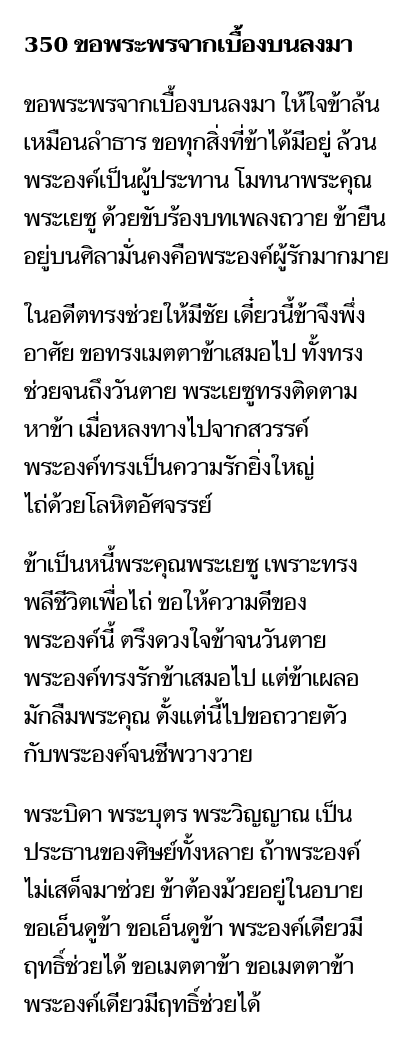 350 ขอพระพรจากเบื้องบนลงมา
ขอพระพรจากเบื้องบนลงมา ให้ใจข้าล้น
เหมือนลำธาร ขอทุกสิ่งที่ข้าได้มีอยู่ ล้วน
พระองค์เป็นผู้ประทาน โมทนาพระคุณ
พระเยซู ด้วยขับร้องบทเพลงถวาย ข้ายืน
อยู่บนศิลามั่นคงคือพระองค์ผู้รักมากมาย
ในอดีตทรงช่วยให้มีชัย เดี๋ยวนี้ข้าจึงพึ่ง
อาศัย ขอทรงเมตตาข้าเสมอไป ทั้งทรง
ช่วยจนถึงวันตาย พระเยซูทรงติดตาม
หาข้า เมื่อหลงทางไปจากสวรรค์
พระองค์ทรงเป็นความรักยิ่งใหญ่
ไถ่ด้วยโลหิตอัศจรรย์
ข้าเป็นหนี้พระคุณพระเยซู เพราะทรง
พลีชีวิตเพื่อไถ่ ขอให้ความดีของ
พระองค์นี้ ตรึงดวงใจข้าจนวันตาย
พระองค์ทรงรักข้าเสมอไป แต่ข้าเผลอ
มักลืมพระคุณ ตั้งแต่นี้ไปขอถวายตัว
กับพระองค์จนชีพวางวาย
พระบิดา พระบุตร พระวิญญาณ เป็น
ประธานของศิษย์ทั้งหลาย ถ้าพระองค์
ไม่เสด็จมาช่วย ข้าต้องม้วยอยู่ในอบาย
ขอเอ็นดูข้า ขอเอ็นดูข้า พระองค์เดียวมี
ฤทธิ์ช่วยได้ ขอเมตตาข้า ขอเมตตาข้า
พระองค์เดียวมีฤทธิ์ช่วยได้